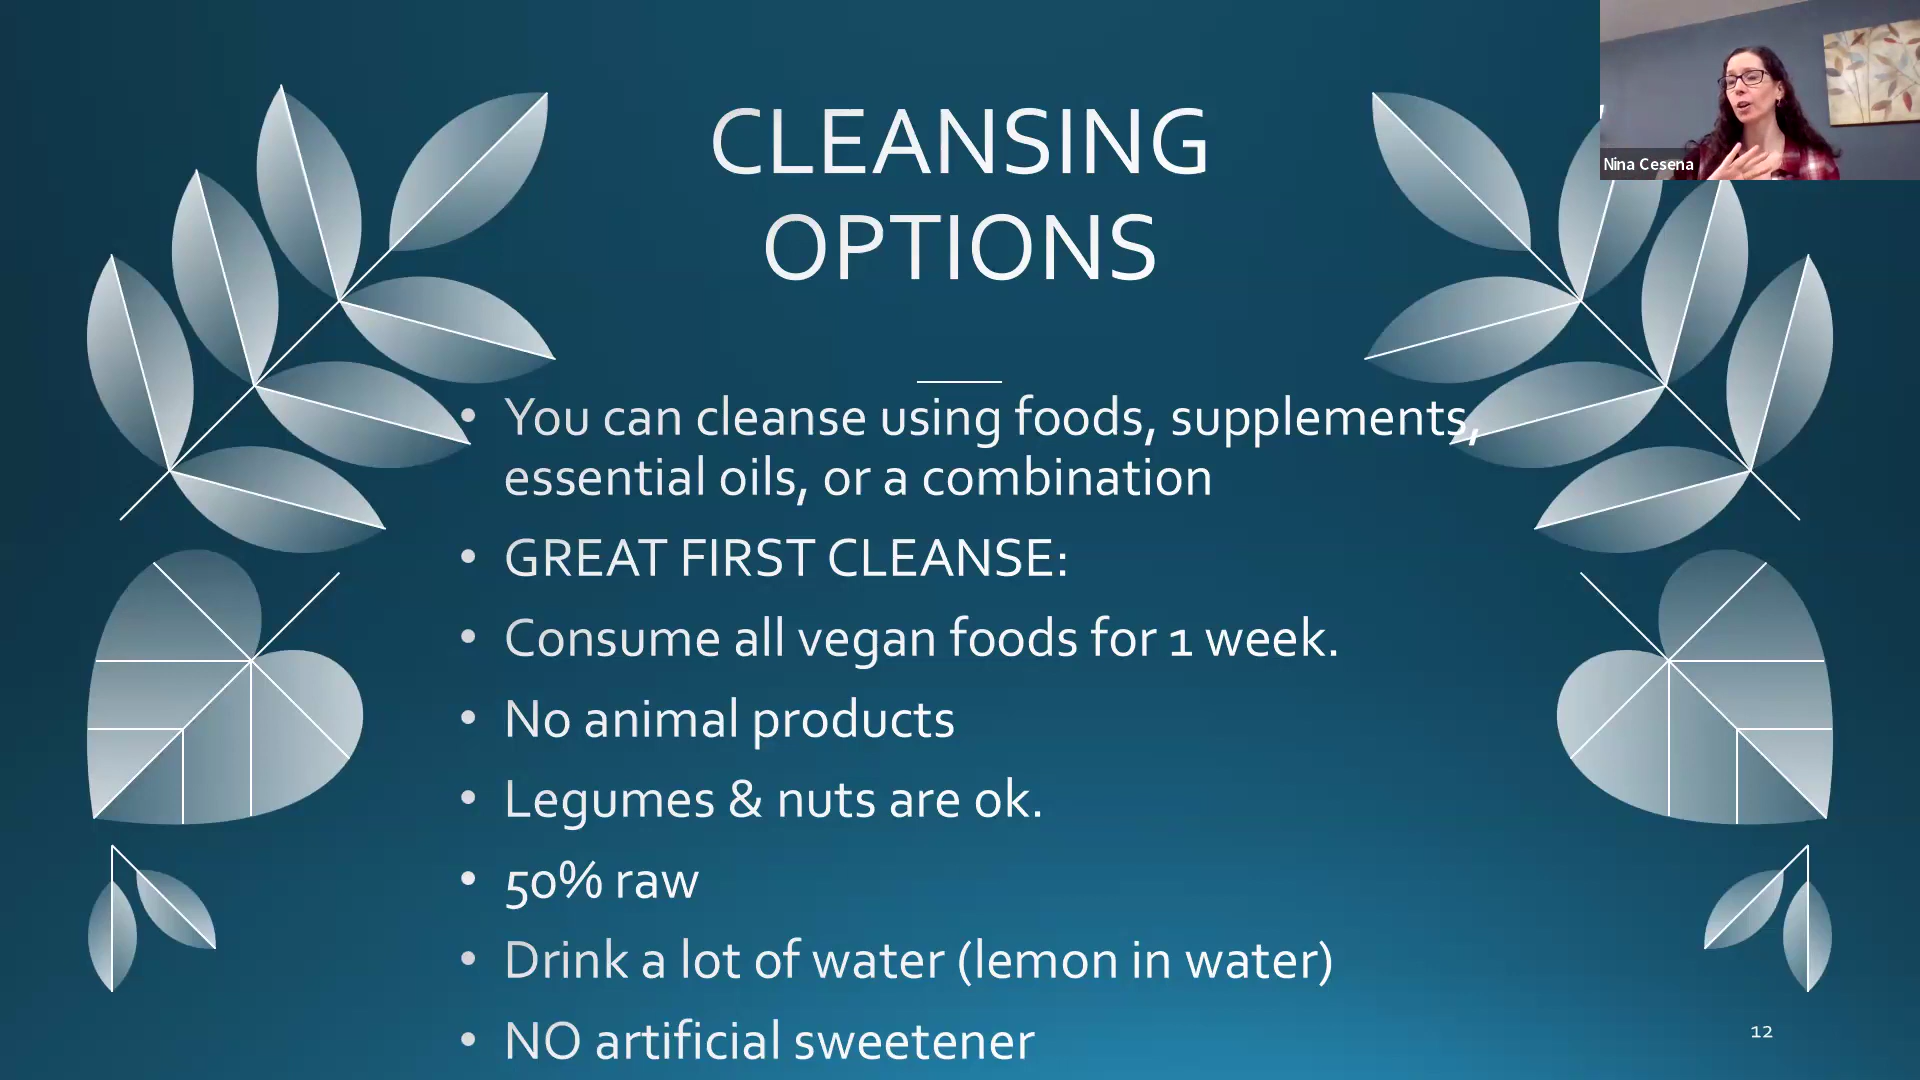 CLEANSING
OPTIONS
Nina Cesena
• You can cleanse using foods, supplements,
essential oils, or a combination
• GREAT FIRST CLEANSE:
• Consume all vegan foods for 1 week.
• No animal products
• Legumes & nuts are ok.
• 50% raw
• Drink a lot of water (lemon in water)
• NO artificial sweetener
12